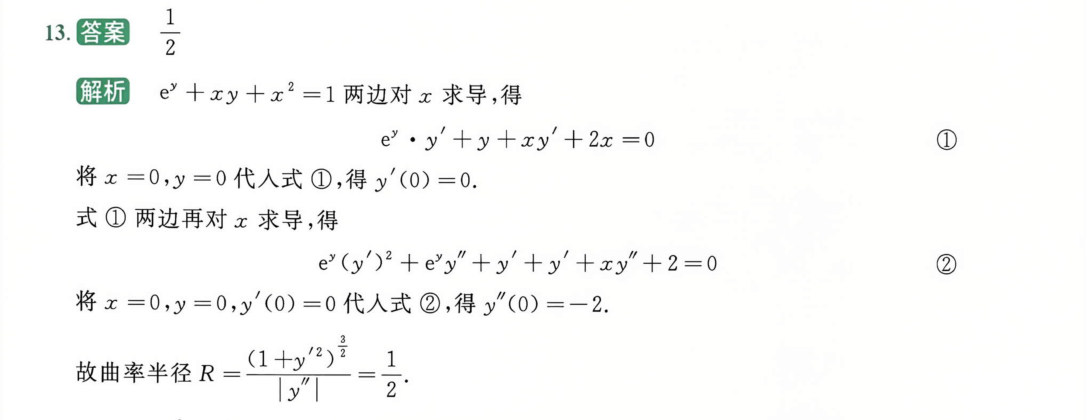 13. 答案 1/2
解析 e^y + xy + x² = 1 两边对 x 求导,得
e^y · y′ + y + xy′ + 2x = 0 ①
将 x = 0, y = 0 代入式 ①,得 y′(0) = 0.
式 ① 两边再对 x 求导,得
e^y (y′)² + e^y y″ + y′ + y′ + xy″ + 2 = 0 ②
将 x = 0, y = 0, y′(0) = 0 代入式 ②,得 y″(0) = −2.
故曲率半径 R = (1 + y′²)^(3/2) / |y″| = 1/2.